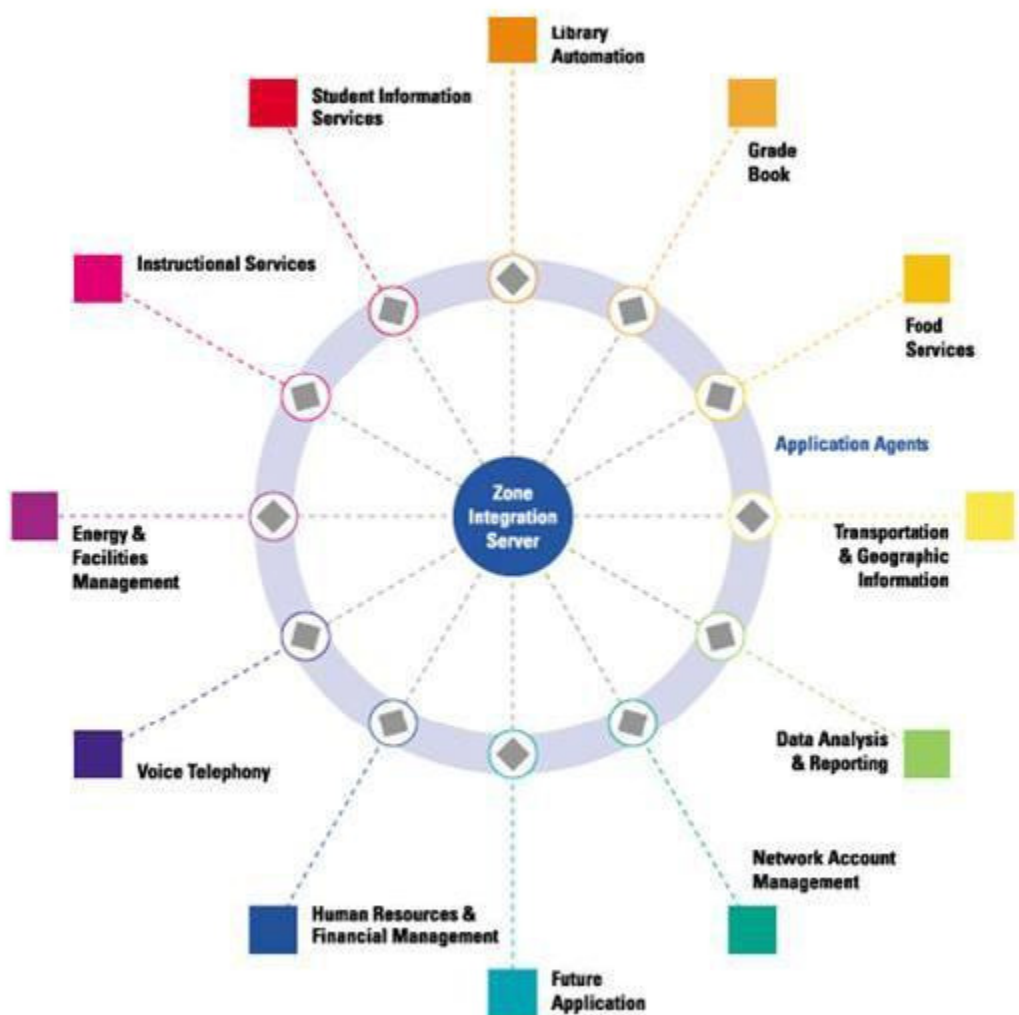 Library
Automation
Student Information
Services
Grade
Book
Instructional Services
Food
Services
Application Agents
Zone
Integration
Server
Energy &
Facilities
Management
Transportation
& Geographic
Information
Voice Telephony
Data Analysis
& Reporting
Network Account
Management
Human Resources &
Financial Management
Future
Application